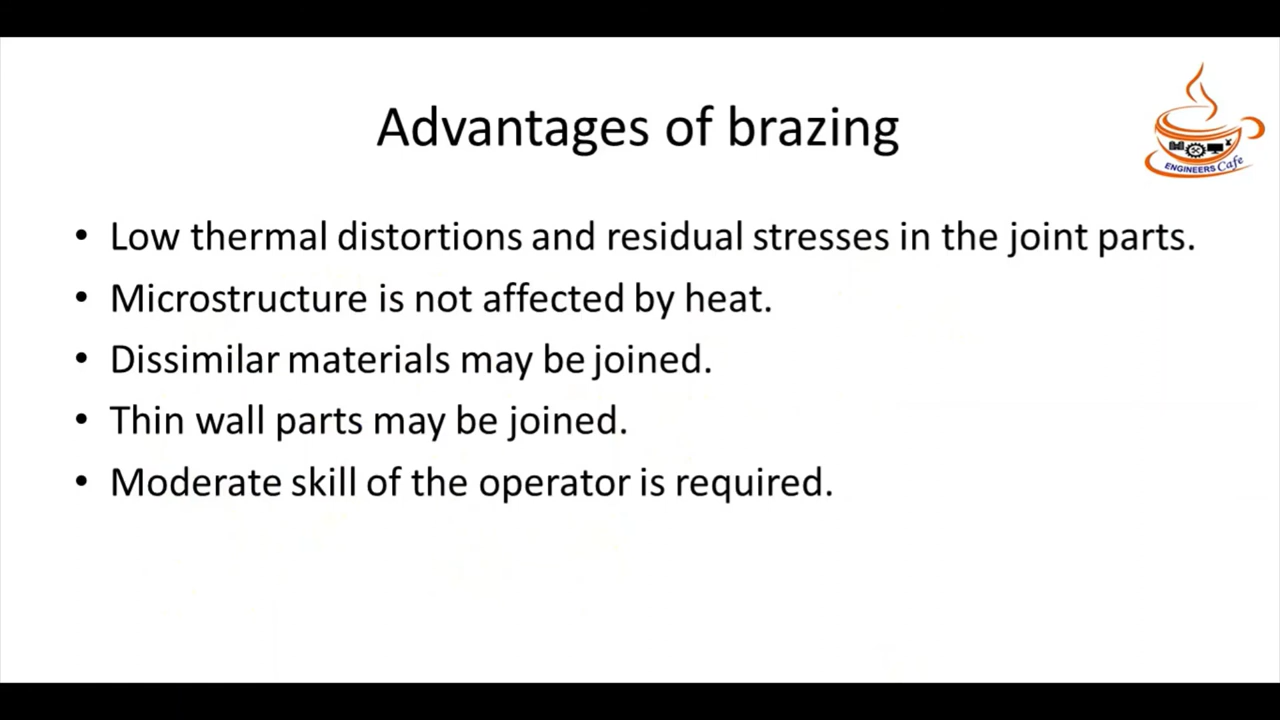 Advantages of brazing
ENGINEERS Cafe
• Low thermal distortions and residual stresses in the joint parts.
• Microstructure is not affected by heat.
• Dissimilar materials may be joined.
• Thin wall parts may be joined.
• Moderate skill of the operator is required.